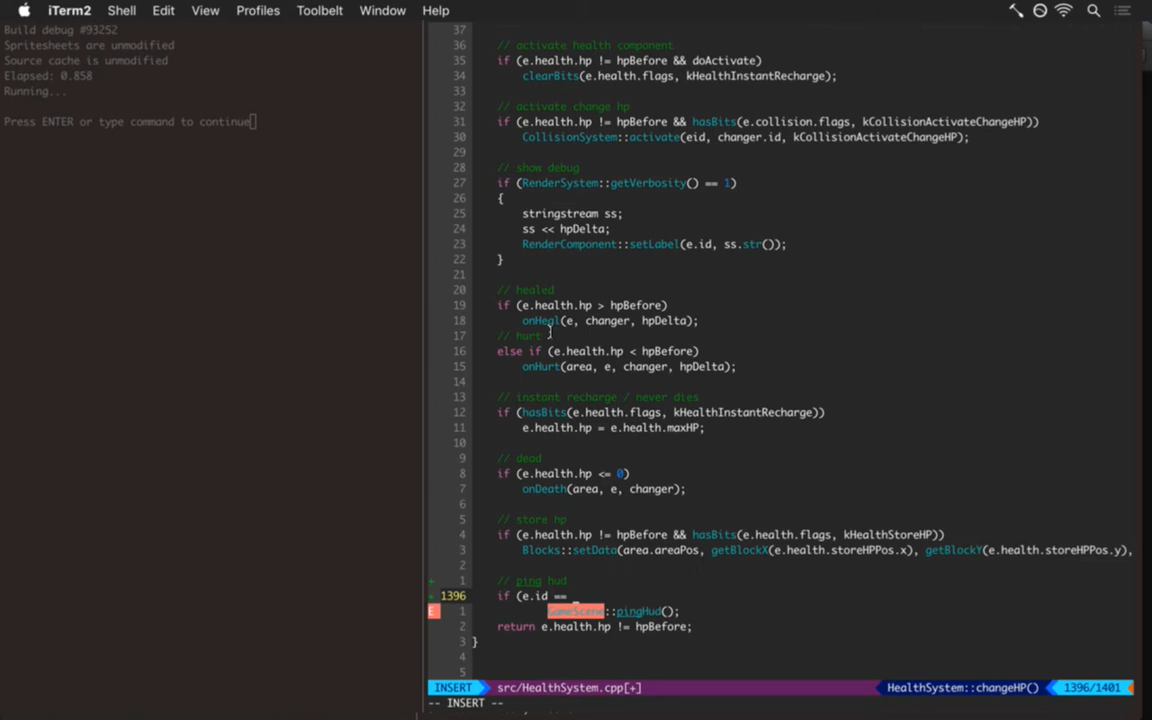 iTerm2 Shell Edit View Profiles Toolbelt Window Help
Build debug #93252
Spritesheets are unmodified
Source cache is unmodified
Elapsed: 0.858
Running...
Press ENTER or type command to continue
37
36 // activate health component
35 if (e.health.hp != hpBefore && doActivate)
34 clearBits(e.health.flags, kHealthInstantRecharge);
33
32 // activate change hp
31 if (e.health.hp != hpBefore && hasBits(e.collision.flags, kCollisionActivateChangeHP))
30 CollisionSystem::activate(eid, changer.id, kCollisionActivateChangeHP);
29
28 // show debug
27 if (RenderSystem::getVerbosity() == 1)
26 {
25 stringstream ss;
24 ss << hpDelta;
23 RenderComponent::setLabel(e.id, ss.str());
22 }
21
20 // healed
19 if (e.health.hp > hpBefore)
18 onHeal(e, changer, hpDelta);
17 // hurt
16 else if (e.health.hp < hpBefore)
15 onHurt(area, e, changer, hpDelta);
14
13 // instant recharge / never dies
12 if (hasBits(e.health.flags, kHealthInstantRecharge))
11 e.health.hp = e.health.maxHP;
10
9 // dead
8 if (e.health.hp <= 0)
7 onDeath(area, e, changer);
6
5 // store hp
4 if (e.health.hp != hpBefore && hasBits(e.health.flags, kHealthStoreHP))
3 Blocks::setData(area.areaPos, getBlockX(e.health.storeHPPos.x), getBlockY(e.health.storeHPPos.y),
2
+ 1 // ping hud
+ 1396 if (e.id ==
E 1 GameScene::pingHud();
2 return e.health.hp != hpBefore;
3 }
4
5
INSERT src/HealthSystem.cpp[+] HealthSystem::changeHP() 1396/1401
-- INSERT --